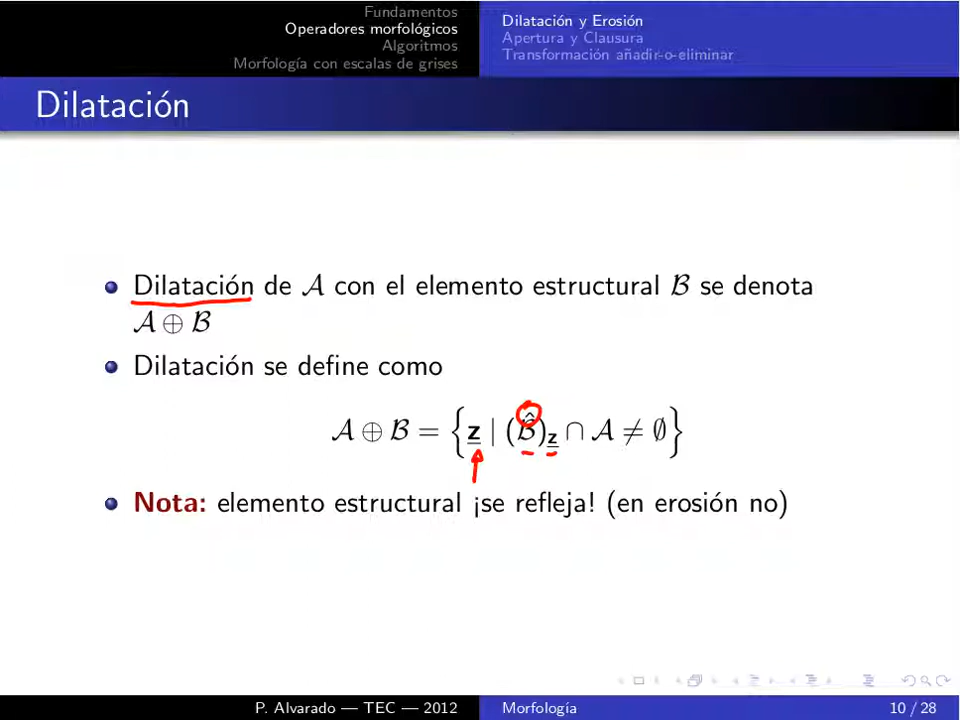 Fundamentos
Operadores morfológicos
Algoritmos
Morfología con escalas de grises
Dilatación y Erosión
Apertura y Clausura
Transformación añadir-o-eliminar
Dilatación
Dilatación de 𝒜 con el elemento estructural ℬ se denota
𝒜 ⊕ ℬ
Dilatación se define como
𝒜 ⊕ ℬ = { z | (ℬ̂)z ∩ 𝒜 ≠ ∅ }
Nota: elemento estructural ¡se refleja! (en erosión no)
P. Alvarado — TEC — 2012
Morfología
10 / 28